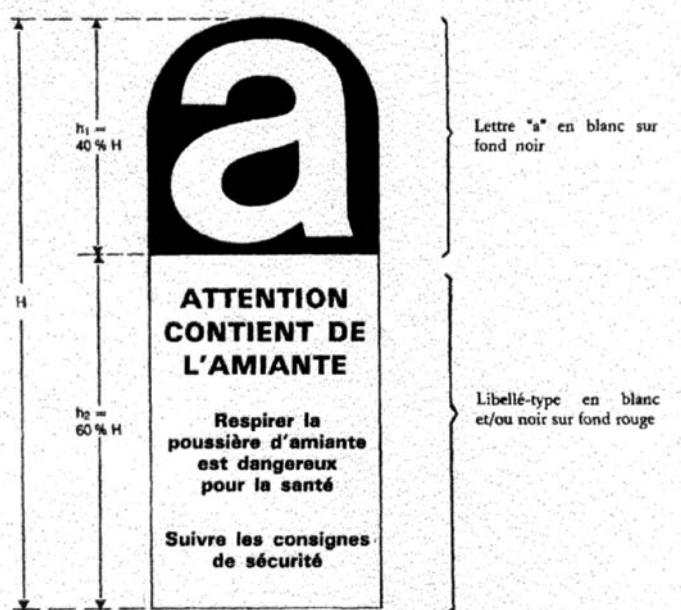 a
h₁ =
40 % H
Lettre "a" en blanc sur
fond noir
H
ATTENTION
CONTIENT DE
L'AMIANTE
h₂ =
60 % H
Respirer la
poussière d'amiante
est dangereux
pour la santé
Libellé-type en blanc
et/ou noir sur fond rouge
Suivre les consignes
de sécurité